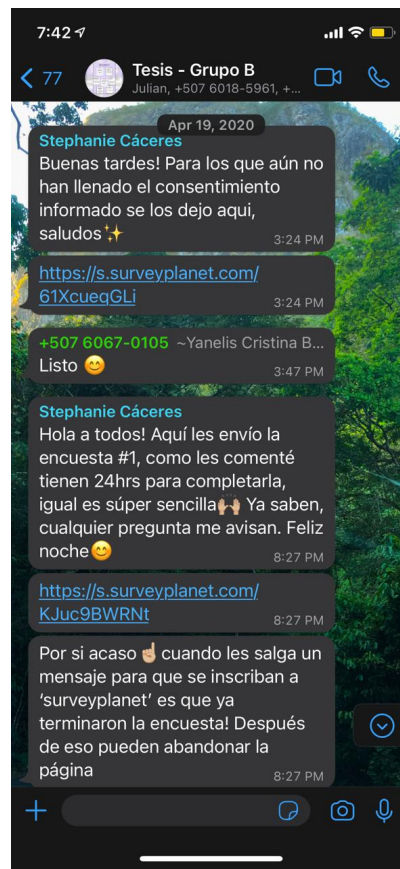 7:42
77
Tesis - Grupo B
Julian, +507 6018-5961, +...
Apr 19, 2020
Stephanie Cáceres
Buenas tardes! Para los que aún no
han llenado el consentimiento
informado se los dejo aqui,
saludos✨
3:24 PM
https://s.surveyplanet.com/
61XcueqGLi
3:24 PM
+507 6067-0105 ~Yanelis Cristina B...
Listo 😊
3:47 PM
Stephanie Cáceres
Hola a todos! Aquí les envío la
encuesta #1, como les comenté
tienen 24hrs para completarla,
igual es súper sencilla🙌🏼 Ya saben,
cualquier pregunta me avisan. Feliz
noche😊
8:27 PM
https://s.surveyplanet.com/
KJuc9BWRNt
8:27 PM
Por si acaso ☝🏼 cuando les salga un
mensaje para que se inscriban a
‘surveyplanet’ es que ya
terminaron la encuesta! Después
de eso pueden abandonar la
página
8:27 PM